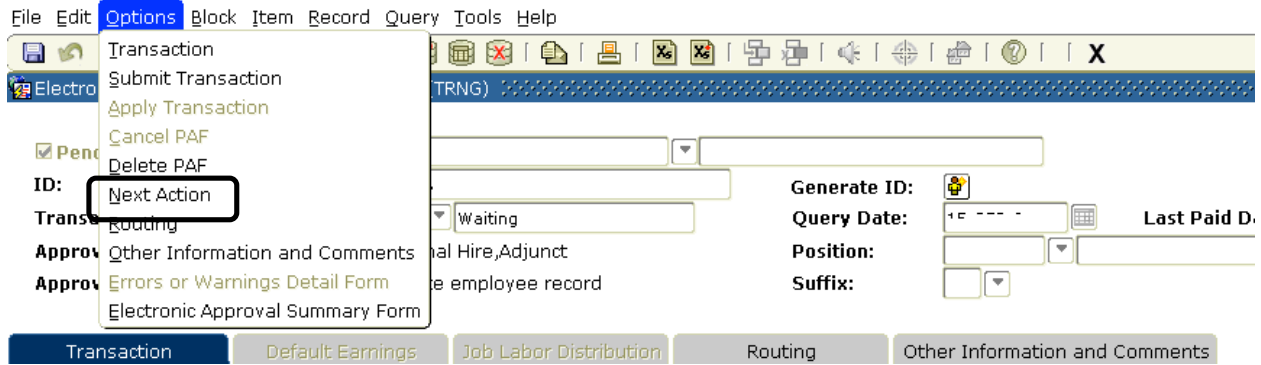 File Edit Options Block Item Record Query Tools Help
Transaction
Submit Transaction
Electro
TRNG)
Apply Transaction
Cancel PAF
Pend
Delete PAF
ID:
Next Action
Generate ID:
Transa
Routing
Waiting
Query Date:
Last Paid Da
Approv
Other Information and Comments
nal Hire,Adjunct
Position:
Approv
Errors or Warnings Detail Form
te employee record
Suffix:
Electronic Approval Summary Form
Transaction Default Earnings Job Labor Distribution Routing Other Information and Comments